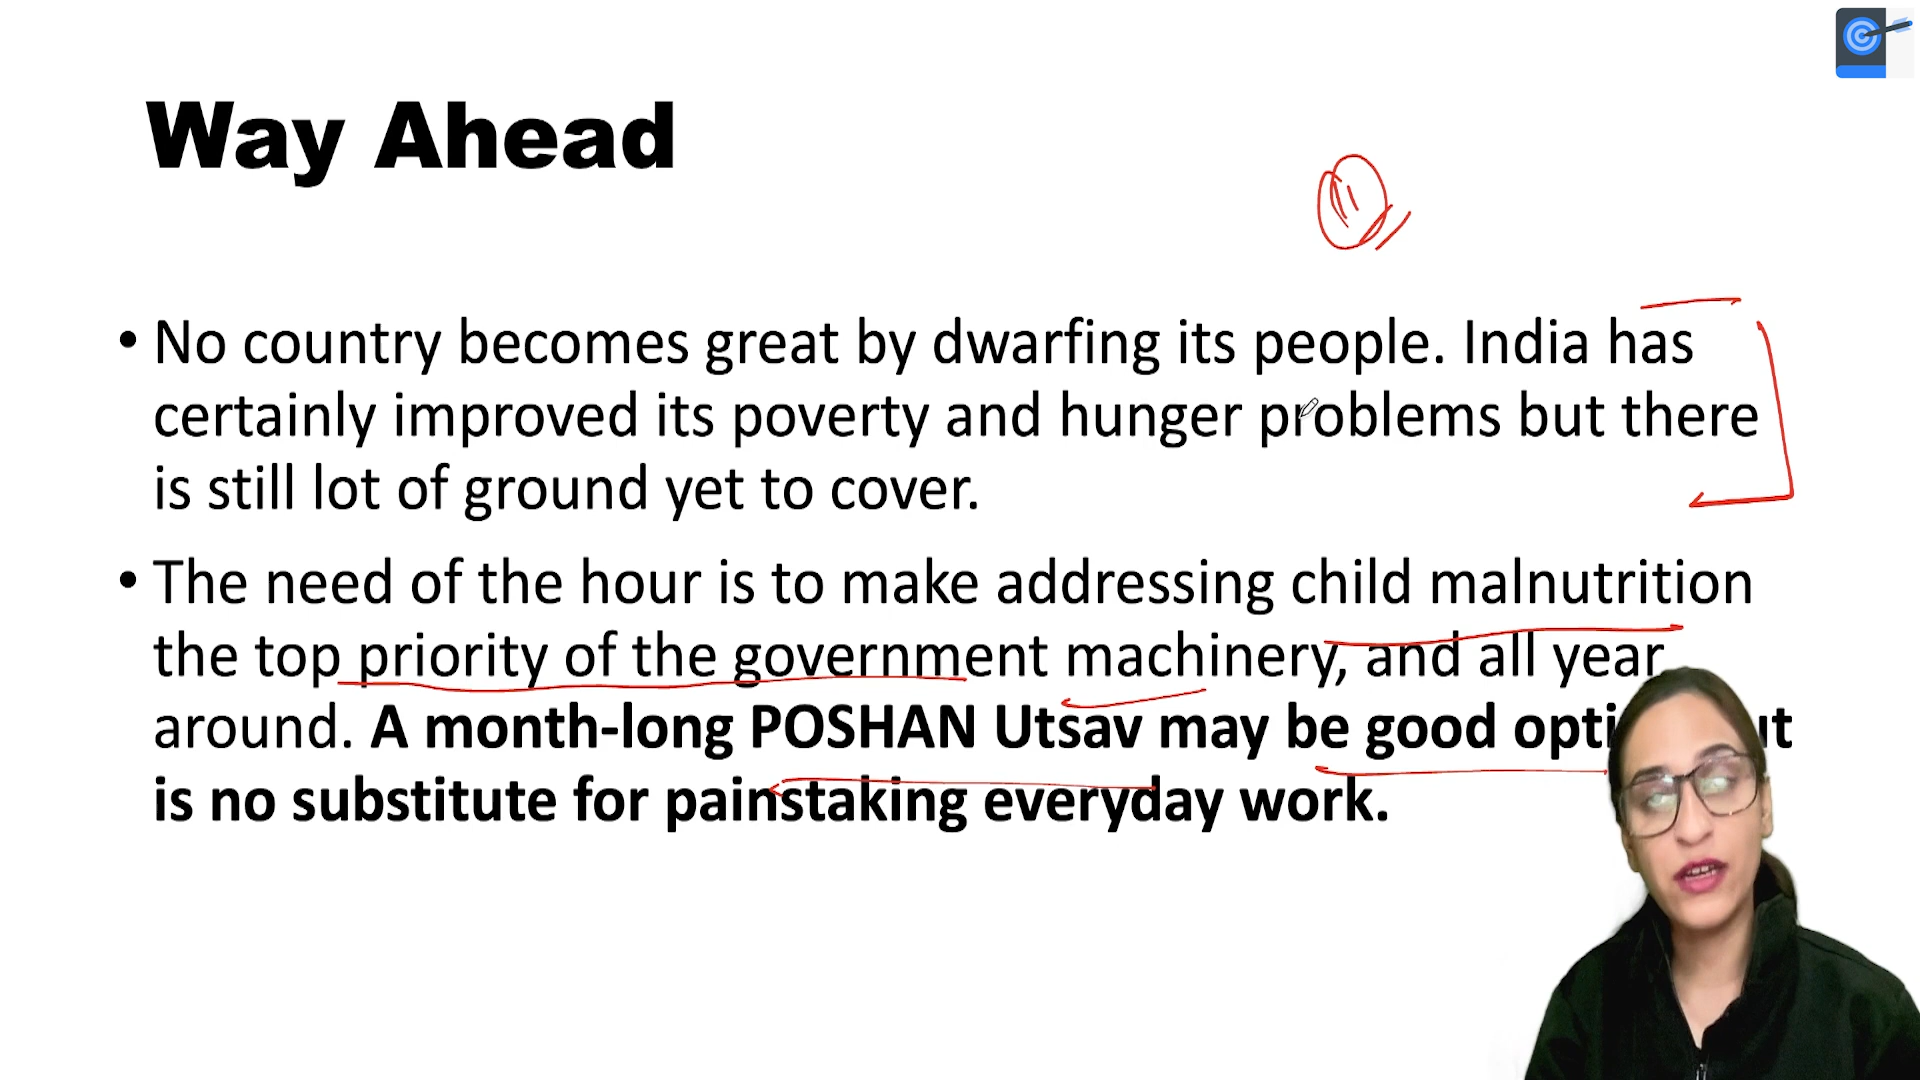 Way Ahead
• No country becomes great by dwarfing its people. India has
certainly improved its poverty and hunger problems but there
is still lot of ground yet to cover.
• The need of the hour is to make addressing child malnutrition
the top priority of the government machinery, and all year
around. A month-long POSHAN Utsav may be good
is no substitute for painstaking everyday work.